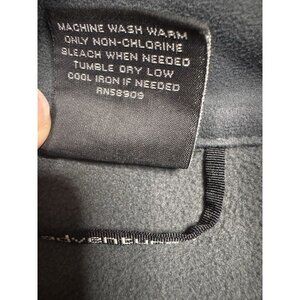 MACHINE WASH WARM
ONLY NON-CHLORINE
BLEACH WHEN NEEDED
TUMBLE DRY LOW
COOL IRON IF NEEDED
RN58909